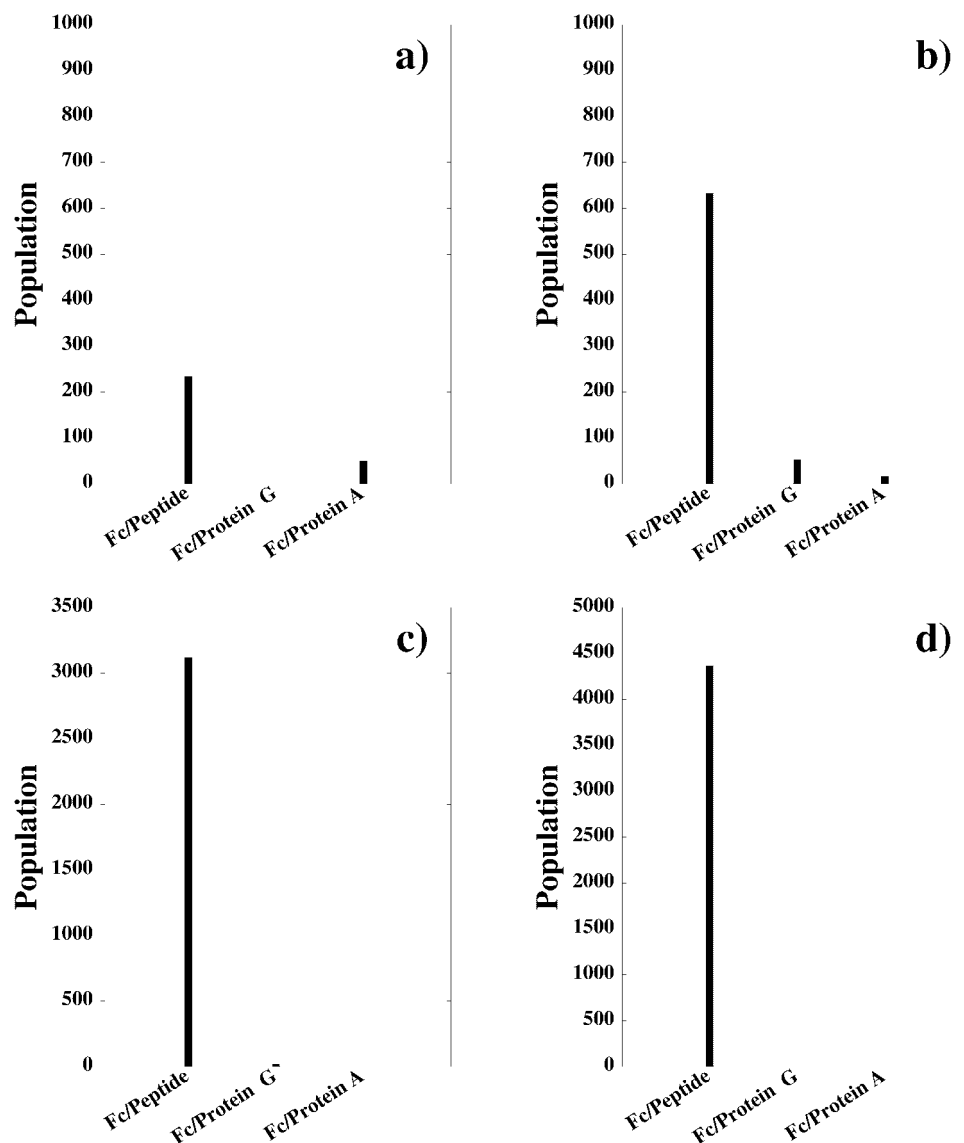 a)
Population
1000
900
800
700
600
500
400
300
200
100
0
Fc/Peptide
Fc/Protein G
Fc/Protein A
b)
Population
1000
900
800
700
600
500
400
300
200
100
0
Fc/Peptide
Fc/Protein G
Fc/Protein A
c)
Population
3500
3000
2500
2000
1500
1000
500
0
Fc/Peptide
Fc/Protein G`
Fc/Protein A
d)
Population
5000
4500
4000
3500
3000
2500
2000
1500
1000
500
0
Fc/Peptide
Fc/Protein G
Fc/Protein A